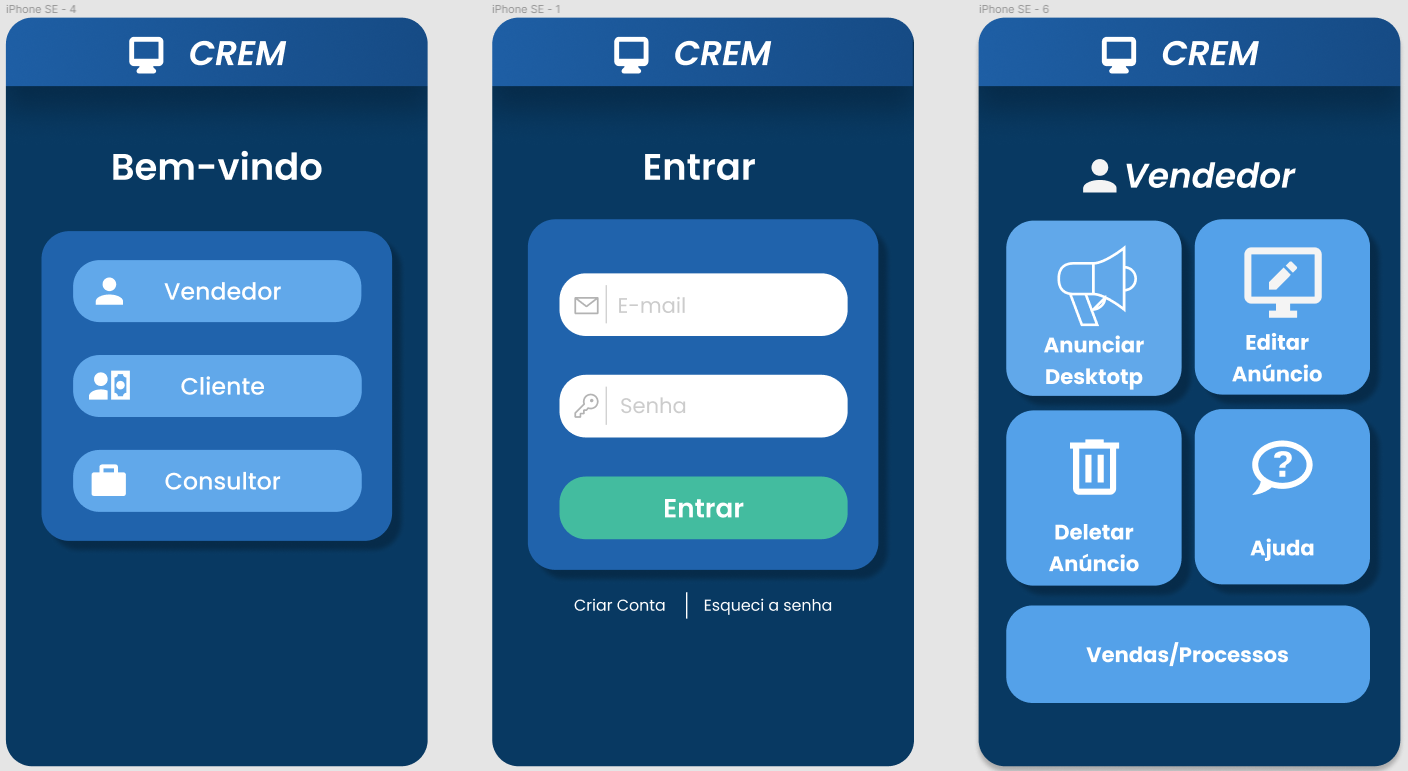 iPhone SE - 4
CREM
Bem-vindo
Vendedor
Cliente
Consultor
iPhone SE - 1
CREM
Entrar
E-mail
Senha
Entrar
Criar Conta
Esqueci a senha
iPhone SE - 6
CREM
Vendedor
Anunciar
Desktotp
Editar
Anúncio
Deletar
Anúncio
?
Ajuda
Vendas/Processos